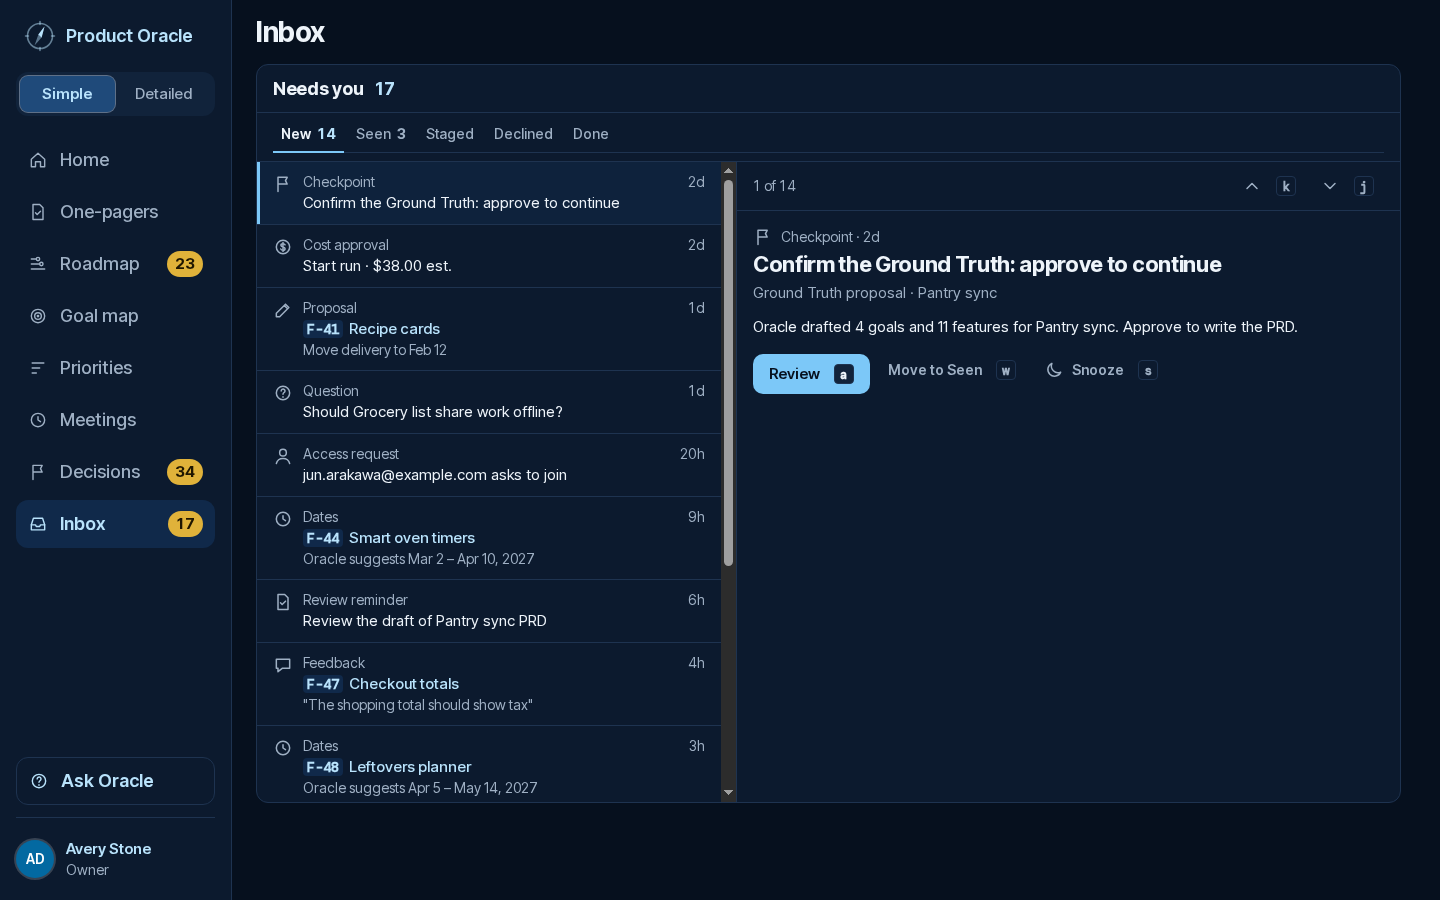 Product Oracle
Simple
Detailed
Home
One-pagers
Roadmap 23
Goal map
Priorities
Meetings
Decisions 34
Inbox 17
Ask Oracle
AD
Avery Stone
Owner
Inbox
Needs you 17
New 14
Seen 3
Staged
Declined
Done
Checkpoint 2d
Confirm the Ground Truth: approve to continue
Cost approval 2d
Start run · $38.00 est.
Proposal 1d
F-41 Recipe cards
Move delivery to Feb 12
Question 1d
Should Grocery list share work offline?
Access request 20h
jun.arakawa@example.com asks to join
Dates 9h
F-44 Smart oven timers
Oracle suggests Mar 2 – Apr 10, 2027
Review reminder 6h
Review the draft of Pantry sync PRD
Feedback 4h
F-47 Checkout totals
"The shopping total should show tax"
Dates 3h
F-48 Leftovers planner
Oracle suggests Apr 5 – May 14, 2027
1 of 14
k
j
Checkpoint · 2d
Confirm the Ground Truth: approve to continue
Ground Truth proposal · Pantry sync
Oracle drafted 4 goals and 11 features for Pantry sync. Approve to write the PRD.
Review a
Move to Seen w
Snooze s